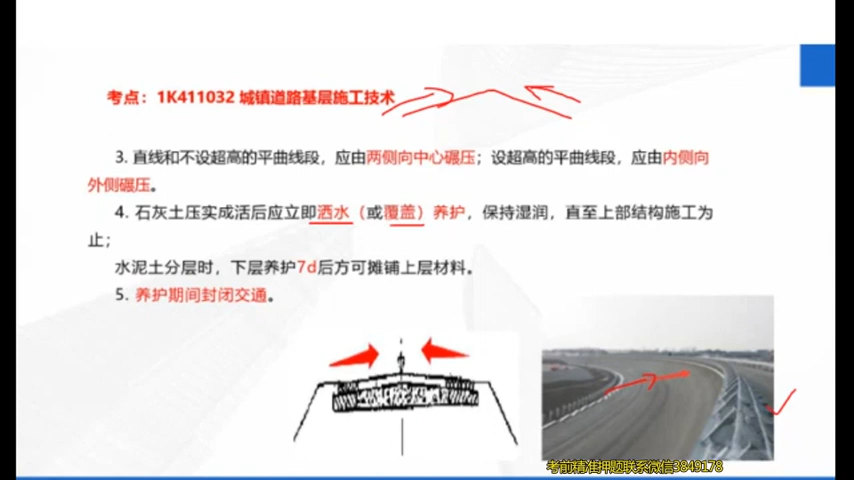 考点：1K411032 城镇道路基层施工技术
3. 直线和不设超高的平曲线段，应由两侧向中心碾压；设超高的平曲线段，应由内侧向
外侧碾压。
4. 石灰土压实成活后应立即洒水（或覆盖）养护，保持湿润，直至上部结构施工为
止；
水泥土分层时，下层养护7d后方可摊铺上层材料。
5. 养护期间封闭交通。
考前精准押题联系微信3849178